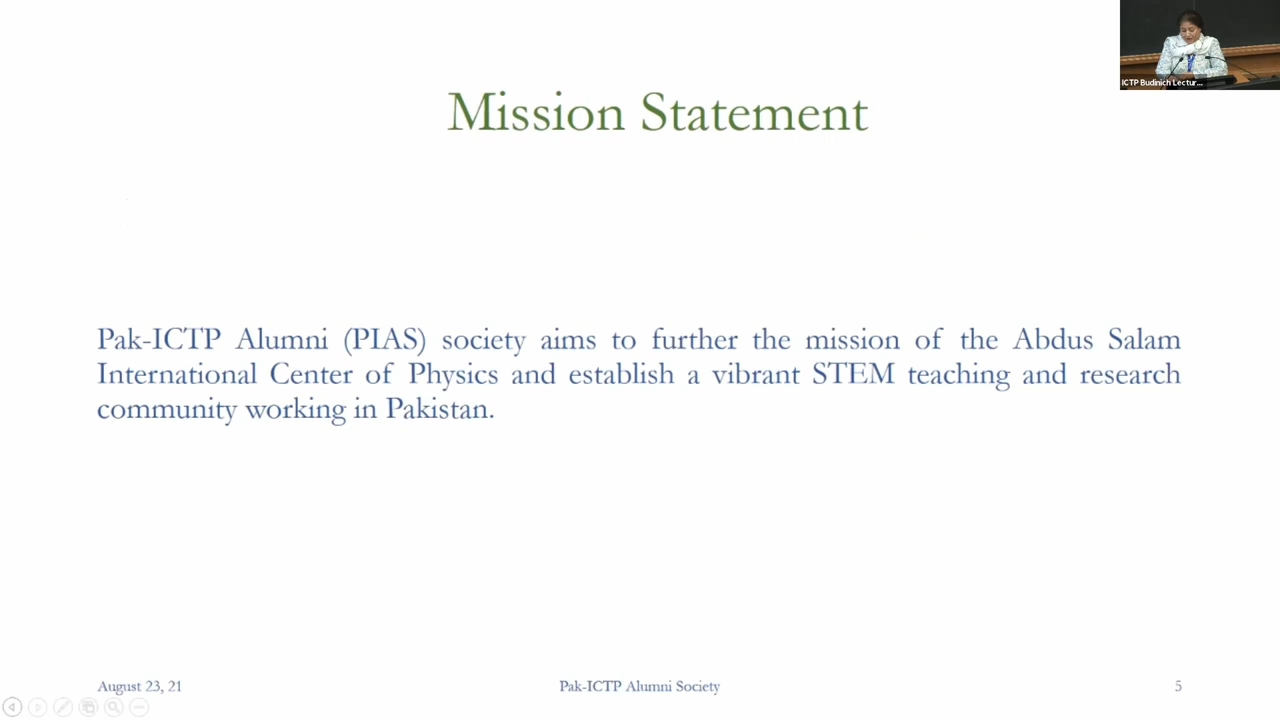 ICTP Budinich Lectur...
Mission Statement
Pak-ICTP Alumni (PIAS) society aims to further the mission of the Abdus Salam
International Center of Physics and establish a vibrant STEM teaching and research
community working in Pakistan.
August 23, 21
Pak-ICTP Alumni Society
5